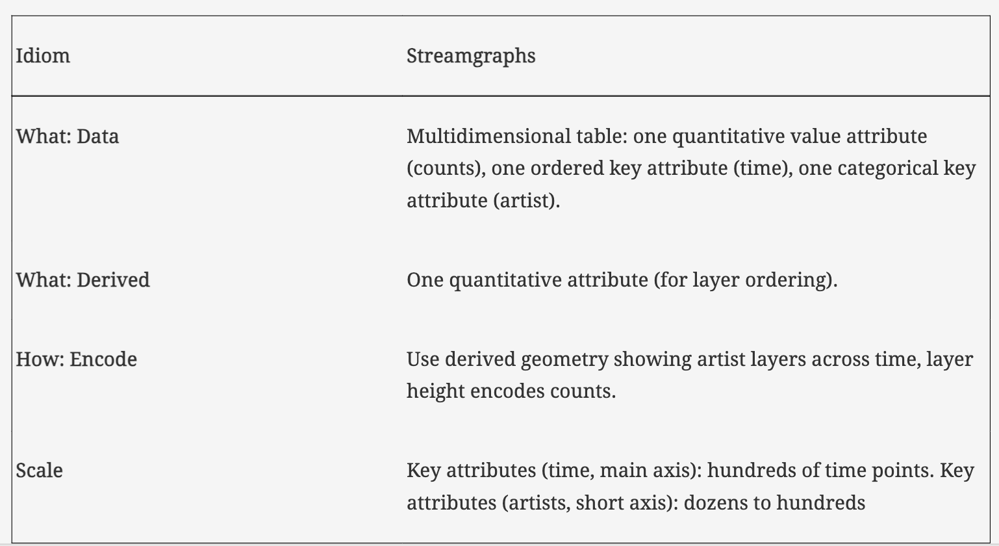 Idiom
Streamgraphs
What: Data
Multidimensional table: one quantitative value attribute
(counts), one ordered key attribute (time), one categorical key
attribute (artist).
What: Derived
One quantitative attribute (for layer ordering).
How: Encode
Use derived geometry showing artist layers across time, layer
height encodes counts.
Scale
Key attributes (time, main axis): hundreds of time points. Key
attributes (artists, short axis): dozens to hundreds